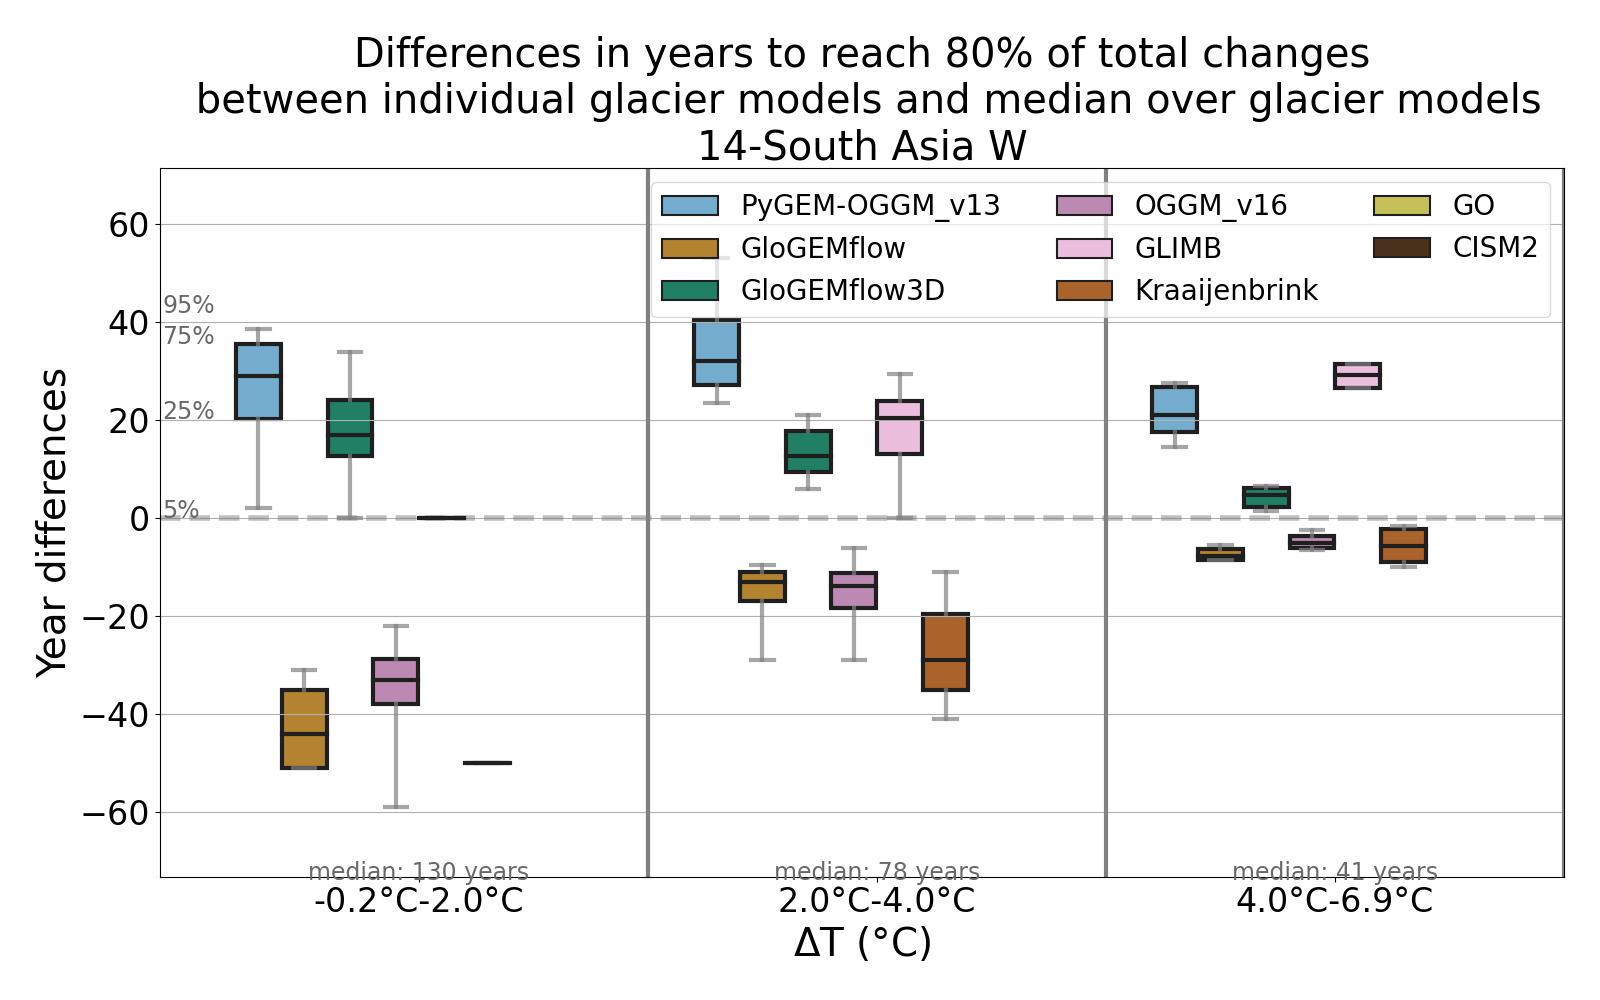 Differences in years to reach 80% of total changes
between individual glacier models and median over glacier models
14-South Asia W
PyGEM-OGGM_v13
GloGEMflow
GloGEMflow3D
OGGM_v16
GLIMB
Kraaijenbrink
GO
CISM2
Year differences
60
40
20
0
−20
−40
−60
95%
75%
25%
5%
median: 130 years
median: 78 years
median: 41 years
-0.2°C-2.0°C
2.0°C-4.0°C
4.0°C-6.9°C
ΔT (°C)